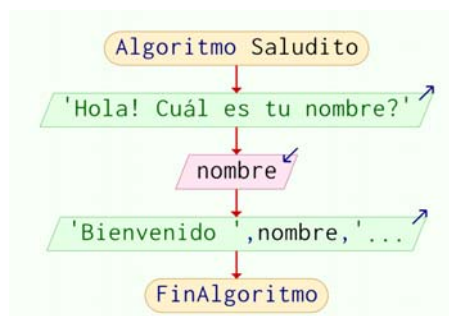 Algoritmo Saludito
'Hola! Cuál es tu nombre?'
nombre
'Bienvenido ',nombre,'...
FinAlgoritmo